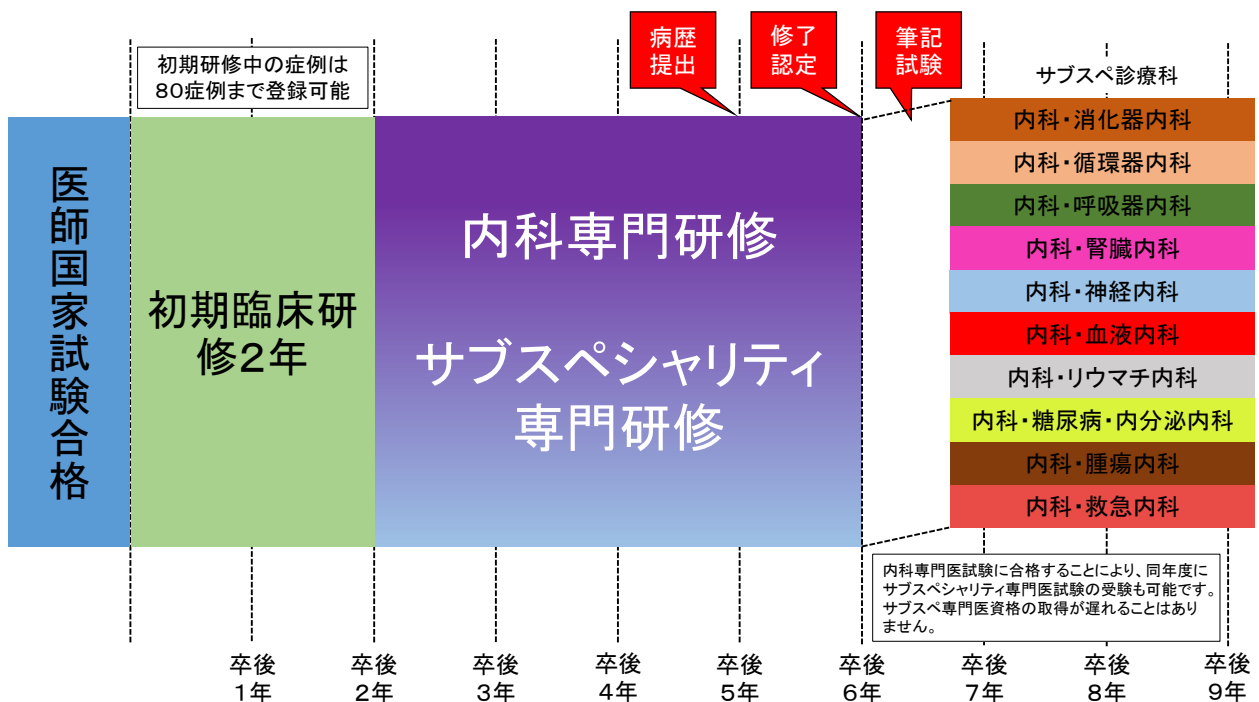 初期研修中の症例は
80症例まで登録可能
病歴
提出
修了
認定
筆記
試験
サブスペ診療科
医師国家試験合格
初期臨床研
修2年
内科専門研修
サブスペシャリティ
専門研修
内科・消化器内科
内科・循環器内科
内科・呼吸器内科
内科・腎臓内科
内科・神経内科
内科・血液内科
内科・リウマチ内科
内科・糖尿病・内分泌内科
内科・腫瘍内科
内科・救急内科
内科専門医試験に合格することにより、同年度に
サブスペシャリティ専門医試験の受験も可能です。
サブスペ専門医資格の取得が遅れることはあり
ません。
卒後
1年
卒後
2年
卒後
3年
卒後
4年
卒後
5年
卒後
6年
卒後
7年
卒後
8年
卒後
9年